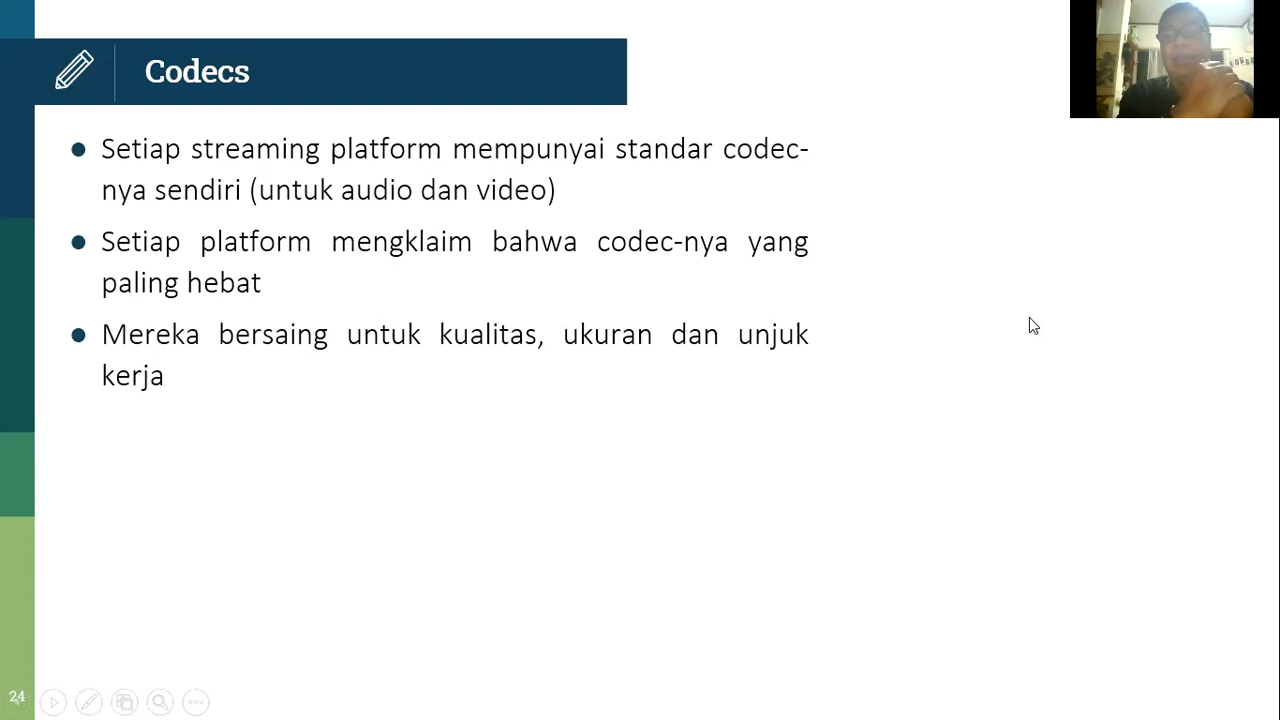 Codecs
Setiap streaming platform mempunyai standar codec-
nya sendiri (untuk audio dan video)
Setiap platform mengklaim bahwa codec-nya yang
paling hebat
Mereka bersaing untuk kualitas, ukuran dan unjuk
kerja
24